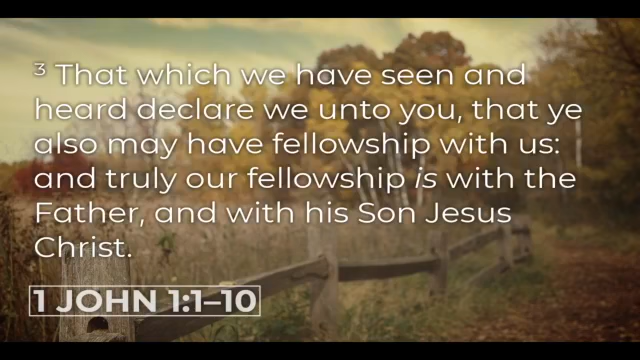 ³ That which we have seen and
heard declare we unto you, that ye
also may have fellowship with us:
and truly our fellowship is with the
Father, and with his Son Jesus
Christ.
1 JOHN 1:1–10